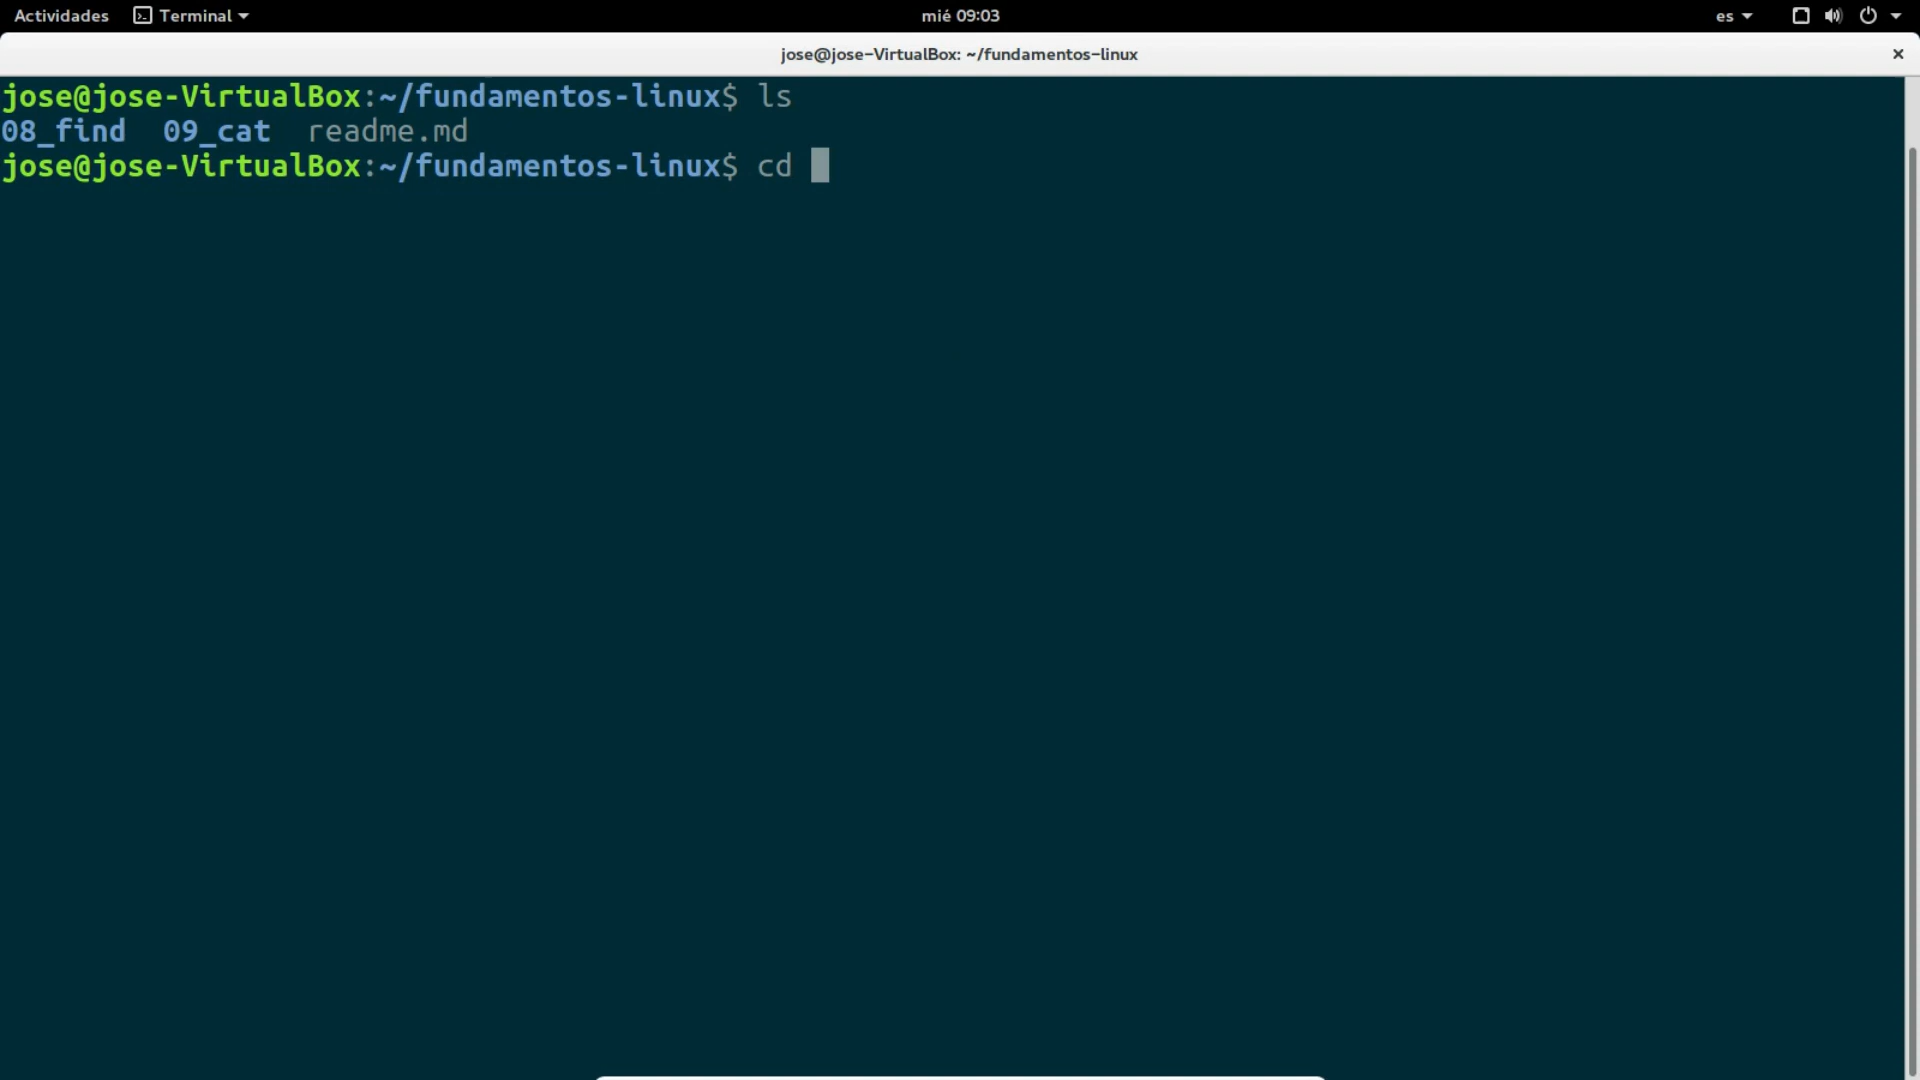 Actividades Terminal mié 09:03 es
jose@jose-VirtualBox: ~/fundamentos-linux
jose@jose-VirtualBox:~/fundamentos-linux$ ls
08_find 09_cat readme.md
jose@jose-VirtualBox:~/fundamentos-linux$ cd